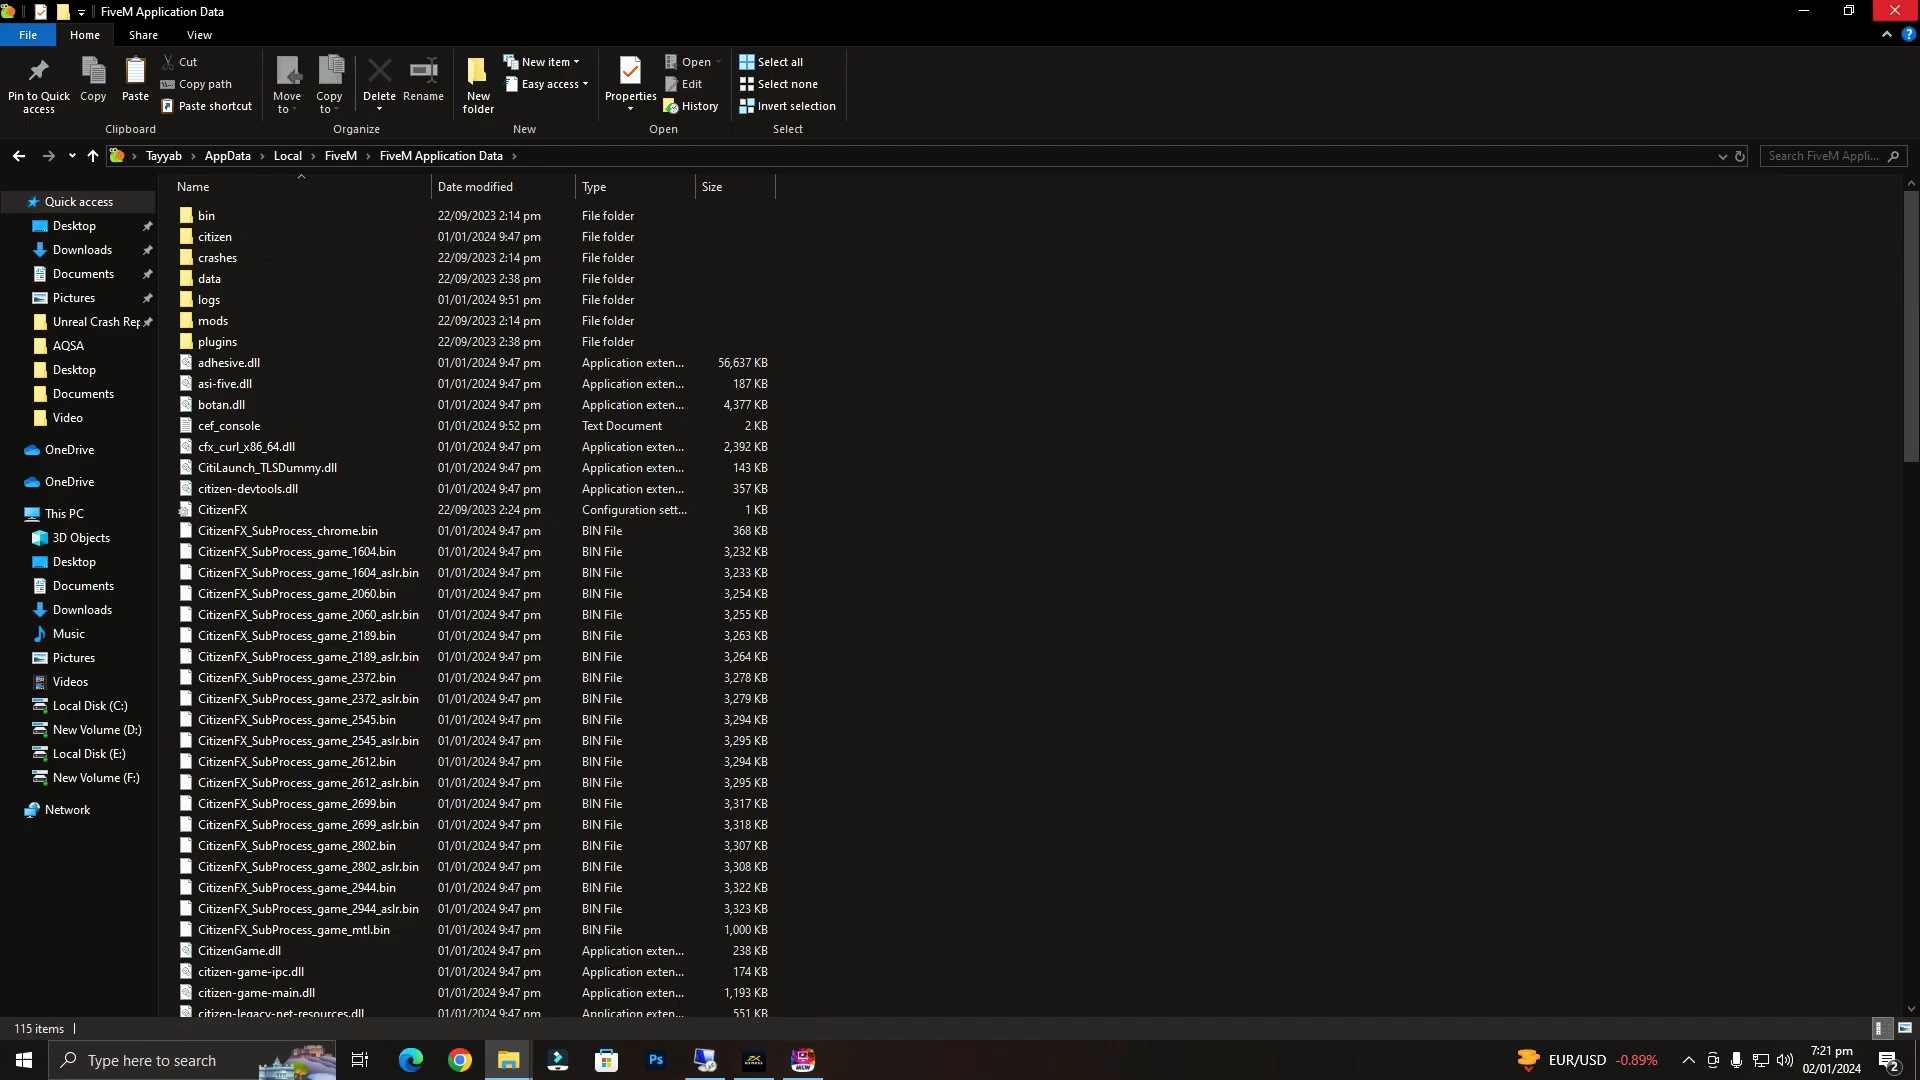 FiveM Application Data
File Home Share View
Pin to Quick access
Copy
Paste
Cut
Copy path
Paste shortcut
Clipboard
Move to
Copy to
Delete
Rename
Organize
New folder
New item
Easy access
New
Properties
Open
Edit
History
Open
Select all
Select none
Invert selection
Select
Tayyab AppData Local FiveM FiveM Application Data
Search FiveM Appli...
Quick access
Desktop
Downloads
Documents
Pictures
Unreal Crash Rep
AQSA
Desktop
Documents
Video
OneDrive
OneDrive
This PC
3D Objects
Desktop
Documents
Downloads
Music
Pictures
Videos
Local Disk (C:)
New Volume (D:)
Local Disk (E:)
New Volume (F:)
Network
Name Date modified Type Size
bin 22/09/2023 2:14 pm File folder
citizen 01/01/2024 9:47 pm File folder
crashes 22/09/2023 2:14 pm File folder
data 22/09/2023 2:38 pm File folder
logs 01/01/2024 9:51 pm File folder
mods 22/09/2023 2:14 pm File folder
plugins 22/09/2023 2:38 pm File folder
adhesive.dll 01/01/2024 9:47 pm Application exten... 56,637 KB
asi-five.dll 01/01/2024 9:47 pm Application exten... 187 KB
botan.dll 01/01/2024 9:47 pm Application exten... 4,377 KB
cef_console 01/01/2024 9:52 pm Text Document 2 KB
cfx_curl_x86_64.dll 01/01/2024 9:47 pm Application exten... 2,392 KB
CitiLaunch_TLSDummy.dll 01/01/2024 9:47 pm Application exten... 143 KB
citizen-devtools.dll 01/01/2024 9:47 pm Application exten... 357 KB
CitizenFX 22/09/2023 2:24 pm Configuration sett... 1 KB
CitizenFX_SubProcess_chrome.bin 01/01/2024 9:47 pm BIN File 368 KB
CitizenFX_SubProcess_game_1604.bin 01/01/2024 9:47 pm BIN File 3,232 KB
CitizenFX_SubProcess_game_1604_aslr.bin 01/01/2024 9:47 pm BIN File 3,233 KB
CitizenFX_SubProcess_game_2060.bin 01/01/2024 9:47 pm BIN File 3,254 KB
CitizenFX_SubProcess_game_2060_aslr.bin 01/01/2024 9:47 pm BIN File 3,255 KB
CitizenFX_SubProcess_game_2189.bin 01/01/2024 9:47 pm BIN File 3,263 KB
CitizenFX_SubProcess_game_2189_aslr.bin 01/01/2024 9:47 pm BIN File 3,264 KB
CitizenFX_SubProcess_game_2372.bin 01/01/2024 9:47 pm BIN File 3,278 KB
CitizenFX_SubProcess_game_2372_aslr.bin 01/01/2024 9:47 pm BIN File 3,279 KB
CitizenFX_SubProcess_game_2545.bin 01/01/2024 9:47 pm BIN File 3,294 KB
CitizenFX_SubProcess_game_2545_aslr.bin 01/01/2024 9:47 pm BIN File 3,295 KB
CitizenFX_SubProcess_game_2612.bin 01/01/2024 9:47 pm BIN File 3,294 KB
CitizenFX_SubProcess_game_2612_aslr.bin 01/01/2024 9:47 pm BIN File 3,295 KB
CitizenFX_SubProcess_game_2699.bin 01/01/2024 9:47 pm BIN File 3,317 KB
CitizenFX_SubProcess_game_2699_aslr.bin 01/01/2024 9:47 pm BIN File 3,318 KB
CitizenFX_SubProcess_game_2802.bin 01/01/2024 9:47 pm BIN File 3,307 KB
CitizenFX_SubProcess_game_2802_aslr.bin 01/01/2024 9:47 pm BIN File 3,308 KB
CitizenFX_SubProcess_game_2944.bin 01/01/2024 9:47 pm BIN File 3,322 KB
CitizenFX_SubProcess_game_2944_aslr.bin 01/01/2024 9:47 pm BIN File 3,323 KB
CitizenFX_SubProcess_game_mtl.bin 01/01/2024 9:47 pm BIN File 1,000 KB
CitizenGame.dll 01/01/2024 9:47 pm Application exten... 238 KB
citizen-game-ipc.dll 01/01/2024 9:47 pm Application exten... 174 KB
citizen-game-main.dll 01/01/2024 9:47 pm Application exten... 1,193 KB
citizen-legacy-net-resources.dll 01/01/2024 9:47 pm Application exten... 551 KB
115 items
Type here to search
Ps
EUR/USD -0.89%
7:21 pm
02/01/2024
2